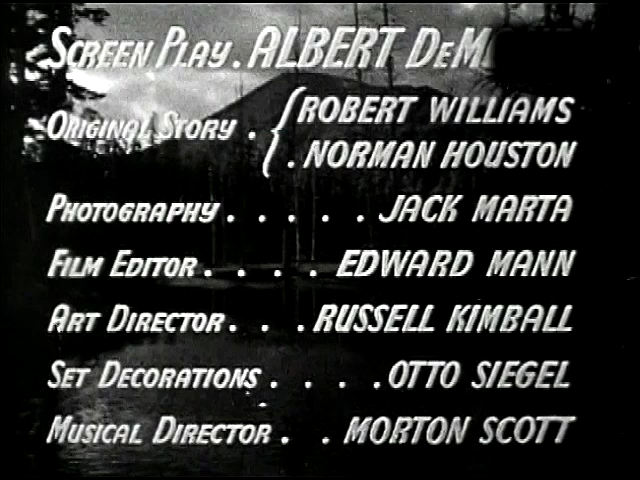 SCREEN PLAY. ALBERT
ORIGINAL STORY . ROBERT WILLIAMS
. NORMAN HOUSTON
PHOTOGRAPHY . . . . . JACK MARTA
FILM EDITOR . . . . EDWARD MANN
ART DIRECTOR . . . RUSSELL KIMBALL
SET DECORATIONS . . . . OTTO SIEGEL
MUSICAL DIRECTOR . . MORTON SCOTT